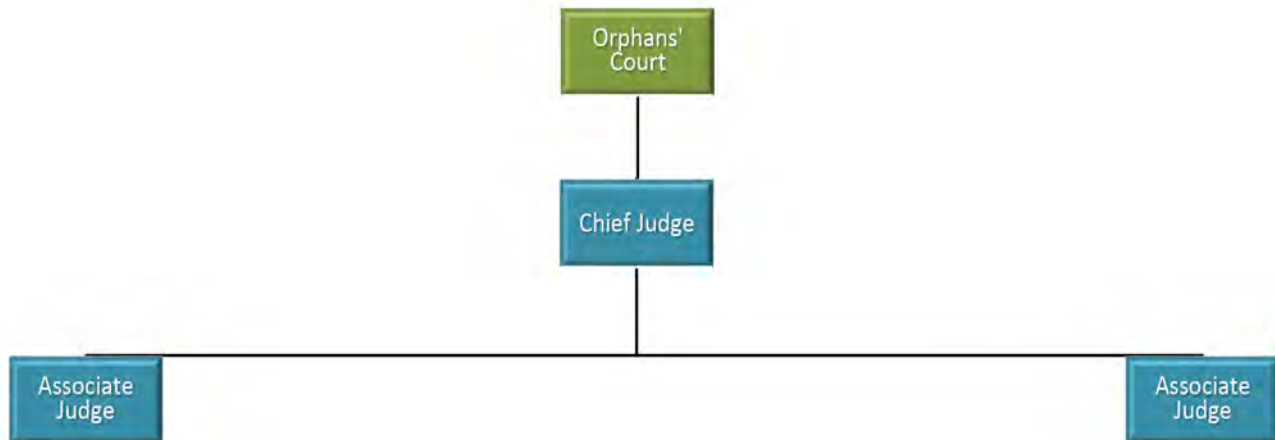 Orphans'
Court
Chief Judge
Associate
Judge
Associate
Judge